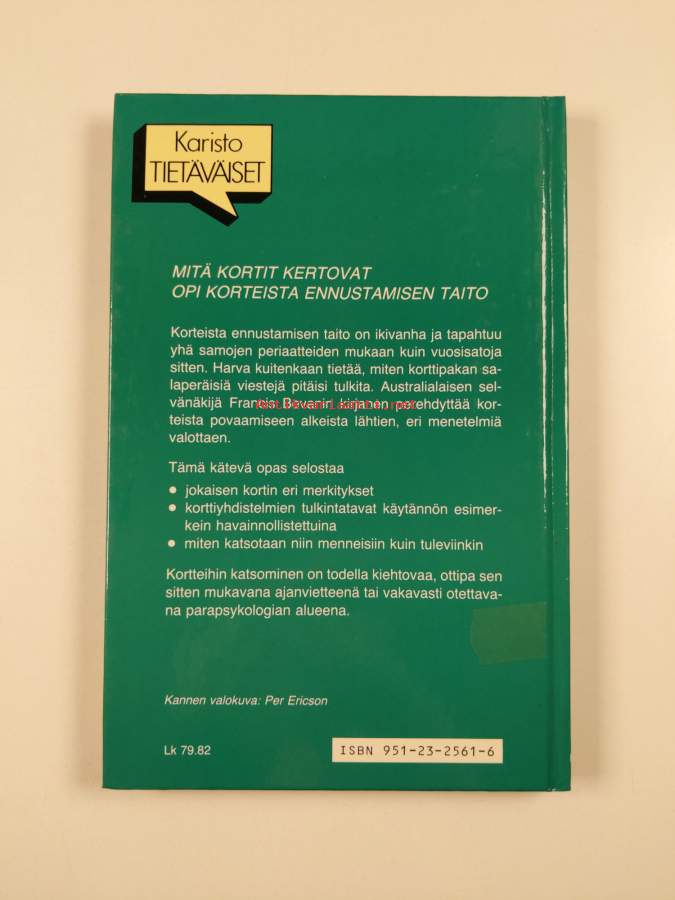 Karisto
TIETÄVÄISET
MITÄ KORTIT KERTOVAT
OPI KORTEISTA ENNUSTAMISEN TAITO
Korteista ennustamisen taito on ikivanha ja tapahtuu
yhä samojen periaatteiden mukaan kuin vuosisatoja
sitten. Harva kuitenkaan tietää, miten korttipakan sa-
laperäisiä viestejä pitäisi tulkita. Australialaisen sel-
vänäkijä Francis Bevanin kirjanen perehdyttää kor-
teista povaamiseen alkeista lähtien, eri menetelmiä
valottaen.
Tämä kätevä opas selostaa
● jokaisen kortin eri merkitykset
● korttiyhdistelmien tulkintatavat käytännön esimer-
kein havainnollistettuina
● miten katsotaan niin menneisiin kuin tuleviinkin
Kortteihin katsominen on todella kiehtovaa, ottipa sen
sitten mukavana ajanvietteenä tai vakavasti otettava-
na parapsykologian alueena.
Kannen valokuva: Per Ericson
Lk 79.82
ISBN 951-23-2561-6